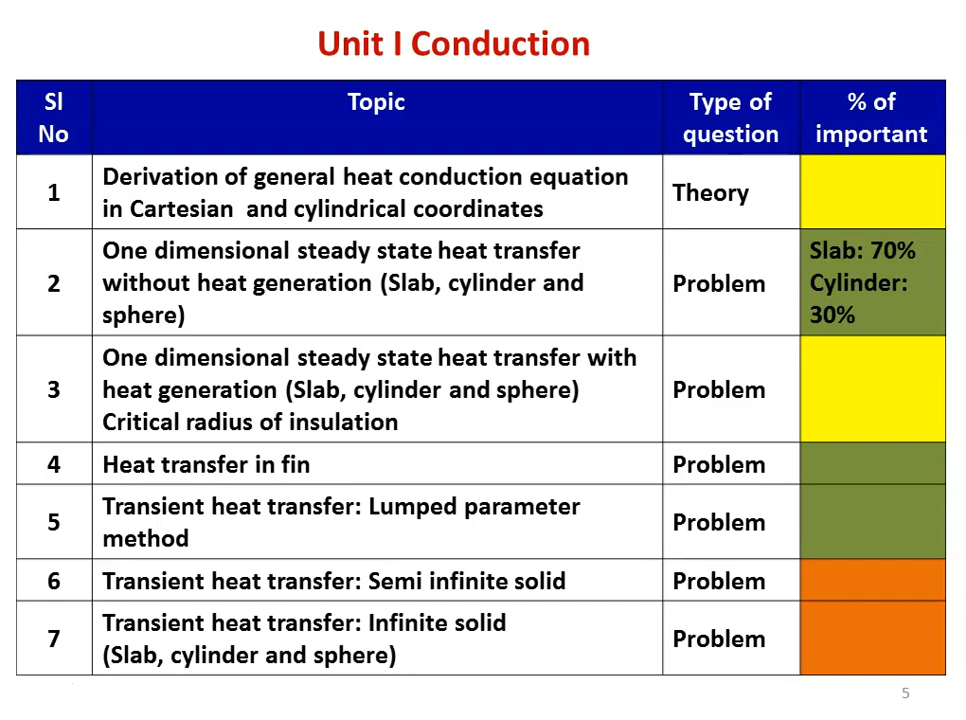 Unit I Conduction
Sl
No
Topic
Type of
question
% of
important
1
Derivation of general heat conduction equation
in Cartesian and cylindrical coordinates
Theory
2
One dimensional steady state heat transfer
without heat generation (Slab, cylinder and
sphere)
Problem
Slab: 70%
Cylinder:
30%
3
One dimensional steady state heat transfer with
heat generation (Slab, cylinder and sphere)
Critical radius of insulation
Problem
4
Heat transfer in fin
Problem
5
Transient heat transfer: Lumped parameter
method
Problem
6
Transient heat transfer: Semi infinite solid
Problem
7
Transient heat transfer: Infinite solid
(Slab, cylinder and sphere)
Problem
5